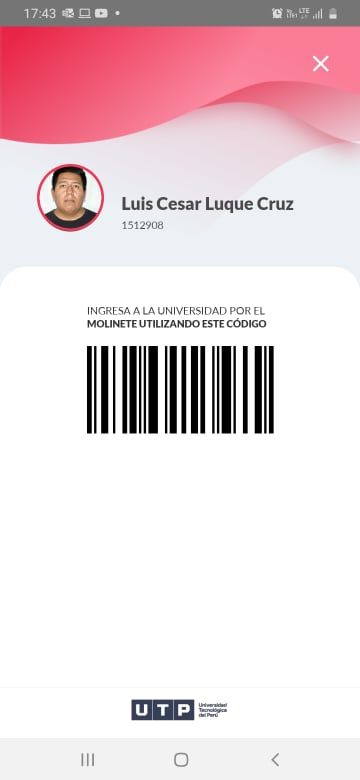 17:43
Luis Cesar Luque Cruz
1512908
INGRESA A LA UNIVERSIDAD POR EL
MOLINETE UTILIZANDO ESTE CÓDIGO
UTP
Universidad
Tecnológica
del Perú